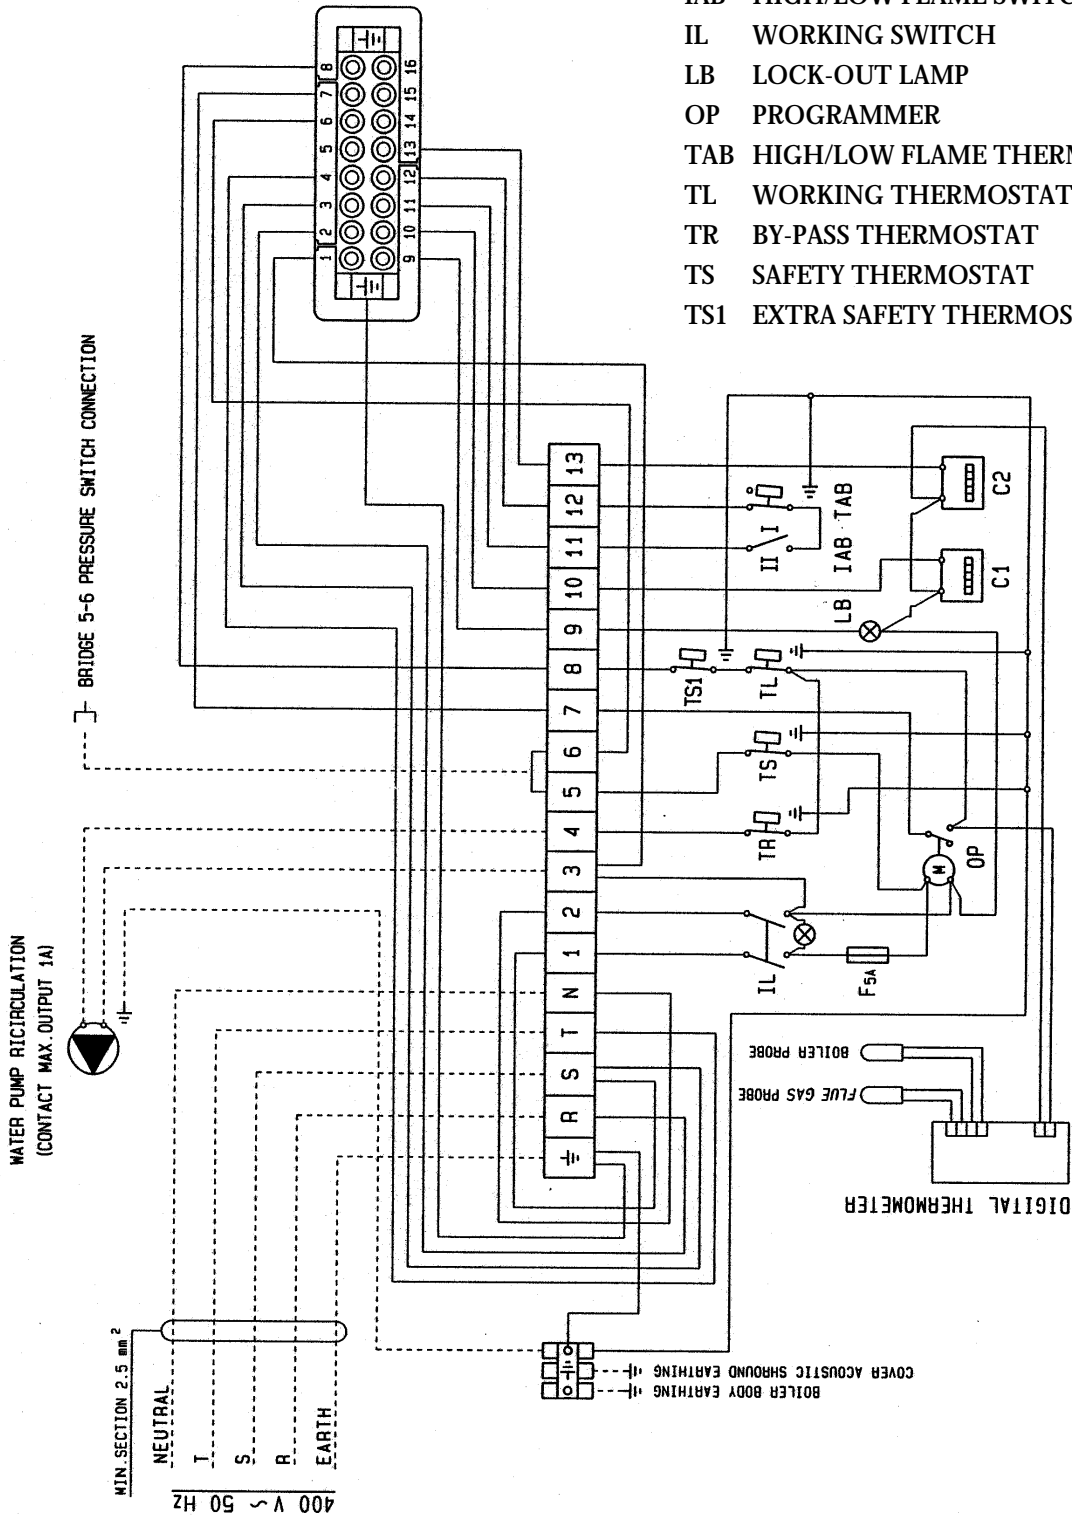 IAB HIGH/LOW FLAME
IL WORKING SWITCH
LB LOCK-OUT LAMP
OP PROGRAMMER
TAB HIGH/LOW FLAME
TL WORKING THERMOSTAT
TR BY-PASS THERMOSTAT
TS SAFETY THERMOSTAT
TS1 EXTRA SAFETY
8 16
7 15
6 14
5 13
4 12
3 11
2 10
1 9
BRIDGE 5-6 PRESSURE SWITCH CONNECTION
WATER PUMP RICIRCULATION
(CONTACT MAX.OUTPUT 1A)
13
12
11
10
9
8
7
6
5
4
3
2
1
N
T
S
R
C2
C1
I TAB
II IAB
LB
TS1
TL
TS
TR
OP
M
IL
F5A
BOILER PROBE
FLUE GAS PROBE
DIGITAL THERMOMETER
COVER ACOUSTIC SHROUND EARTHING
BOILER BODY EARTHING
MIN.SECTION 2.5 mm²
NEUTRAL
T
S
R
EARTH
400 V ~ 50 Hz